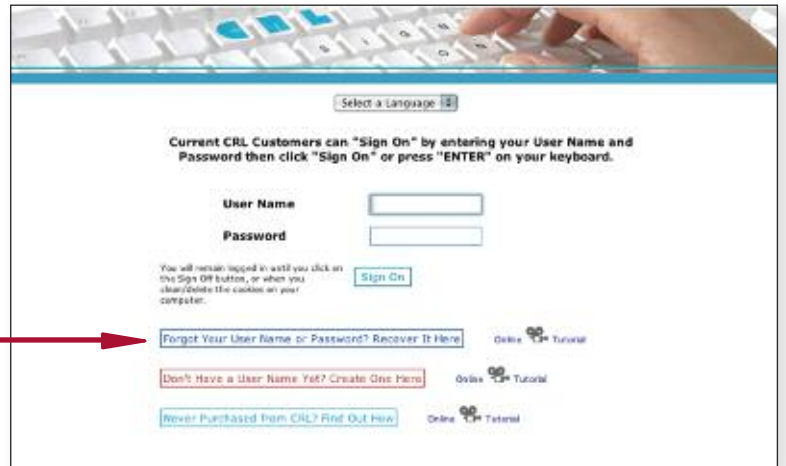 CRL
S I G N
O N
Select a Language
Current CRL Customers can "Sign On" by entering your User Name and
Password then click "Sign On" or press "ENTER" on your keyboard.
User Name
Password
You will remain logged in until you click on
the Sign Off button, or when you
clean/delete the cookies on your
computer.
Sign On
Forgot Your User Name or Password? Recover It Here
Online Tutorial
Don't Have a User Name Yet? Create One Here
Online Tutorial
Never Purchased from CRL? Find Out How
Online Tutorial